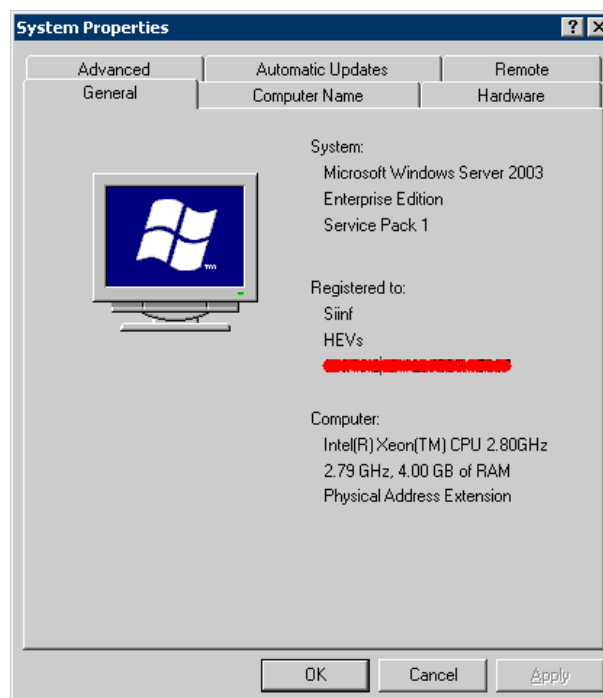 System Properties
Advanced
Automatic Updates
Remote
General
Computer Name
Hardware
System:
Microsoft Windows Server 2003
Enterprise Edition
Service Pack 1
TM
Registered to:
Siinf
HEVs
Computer:
Intel(R) Xeon(TM) CPU 2.80GHz
2.79 GHz, 4.00 GB of RAM
Physical Address Extension
OK
Cancel
Apply